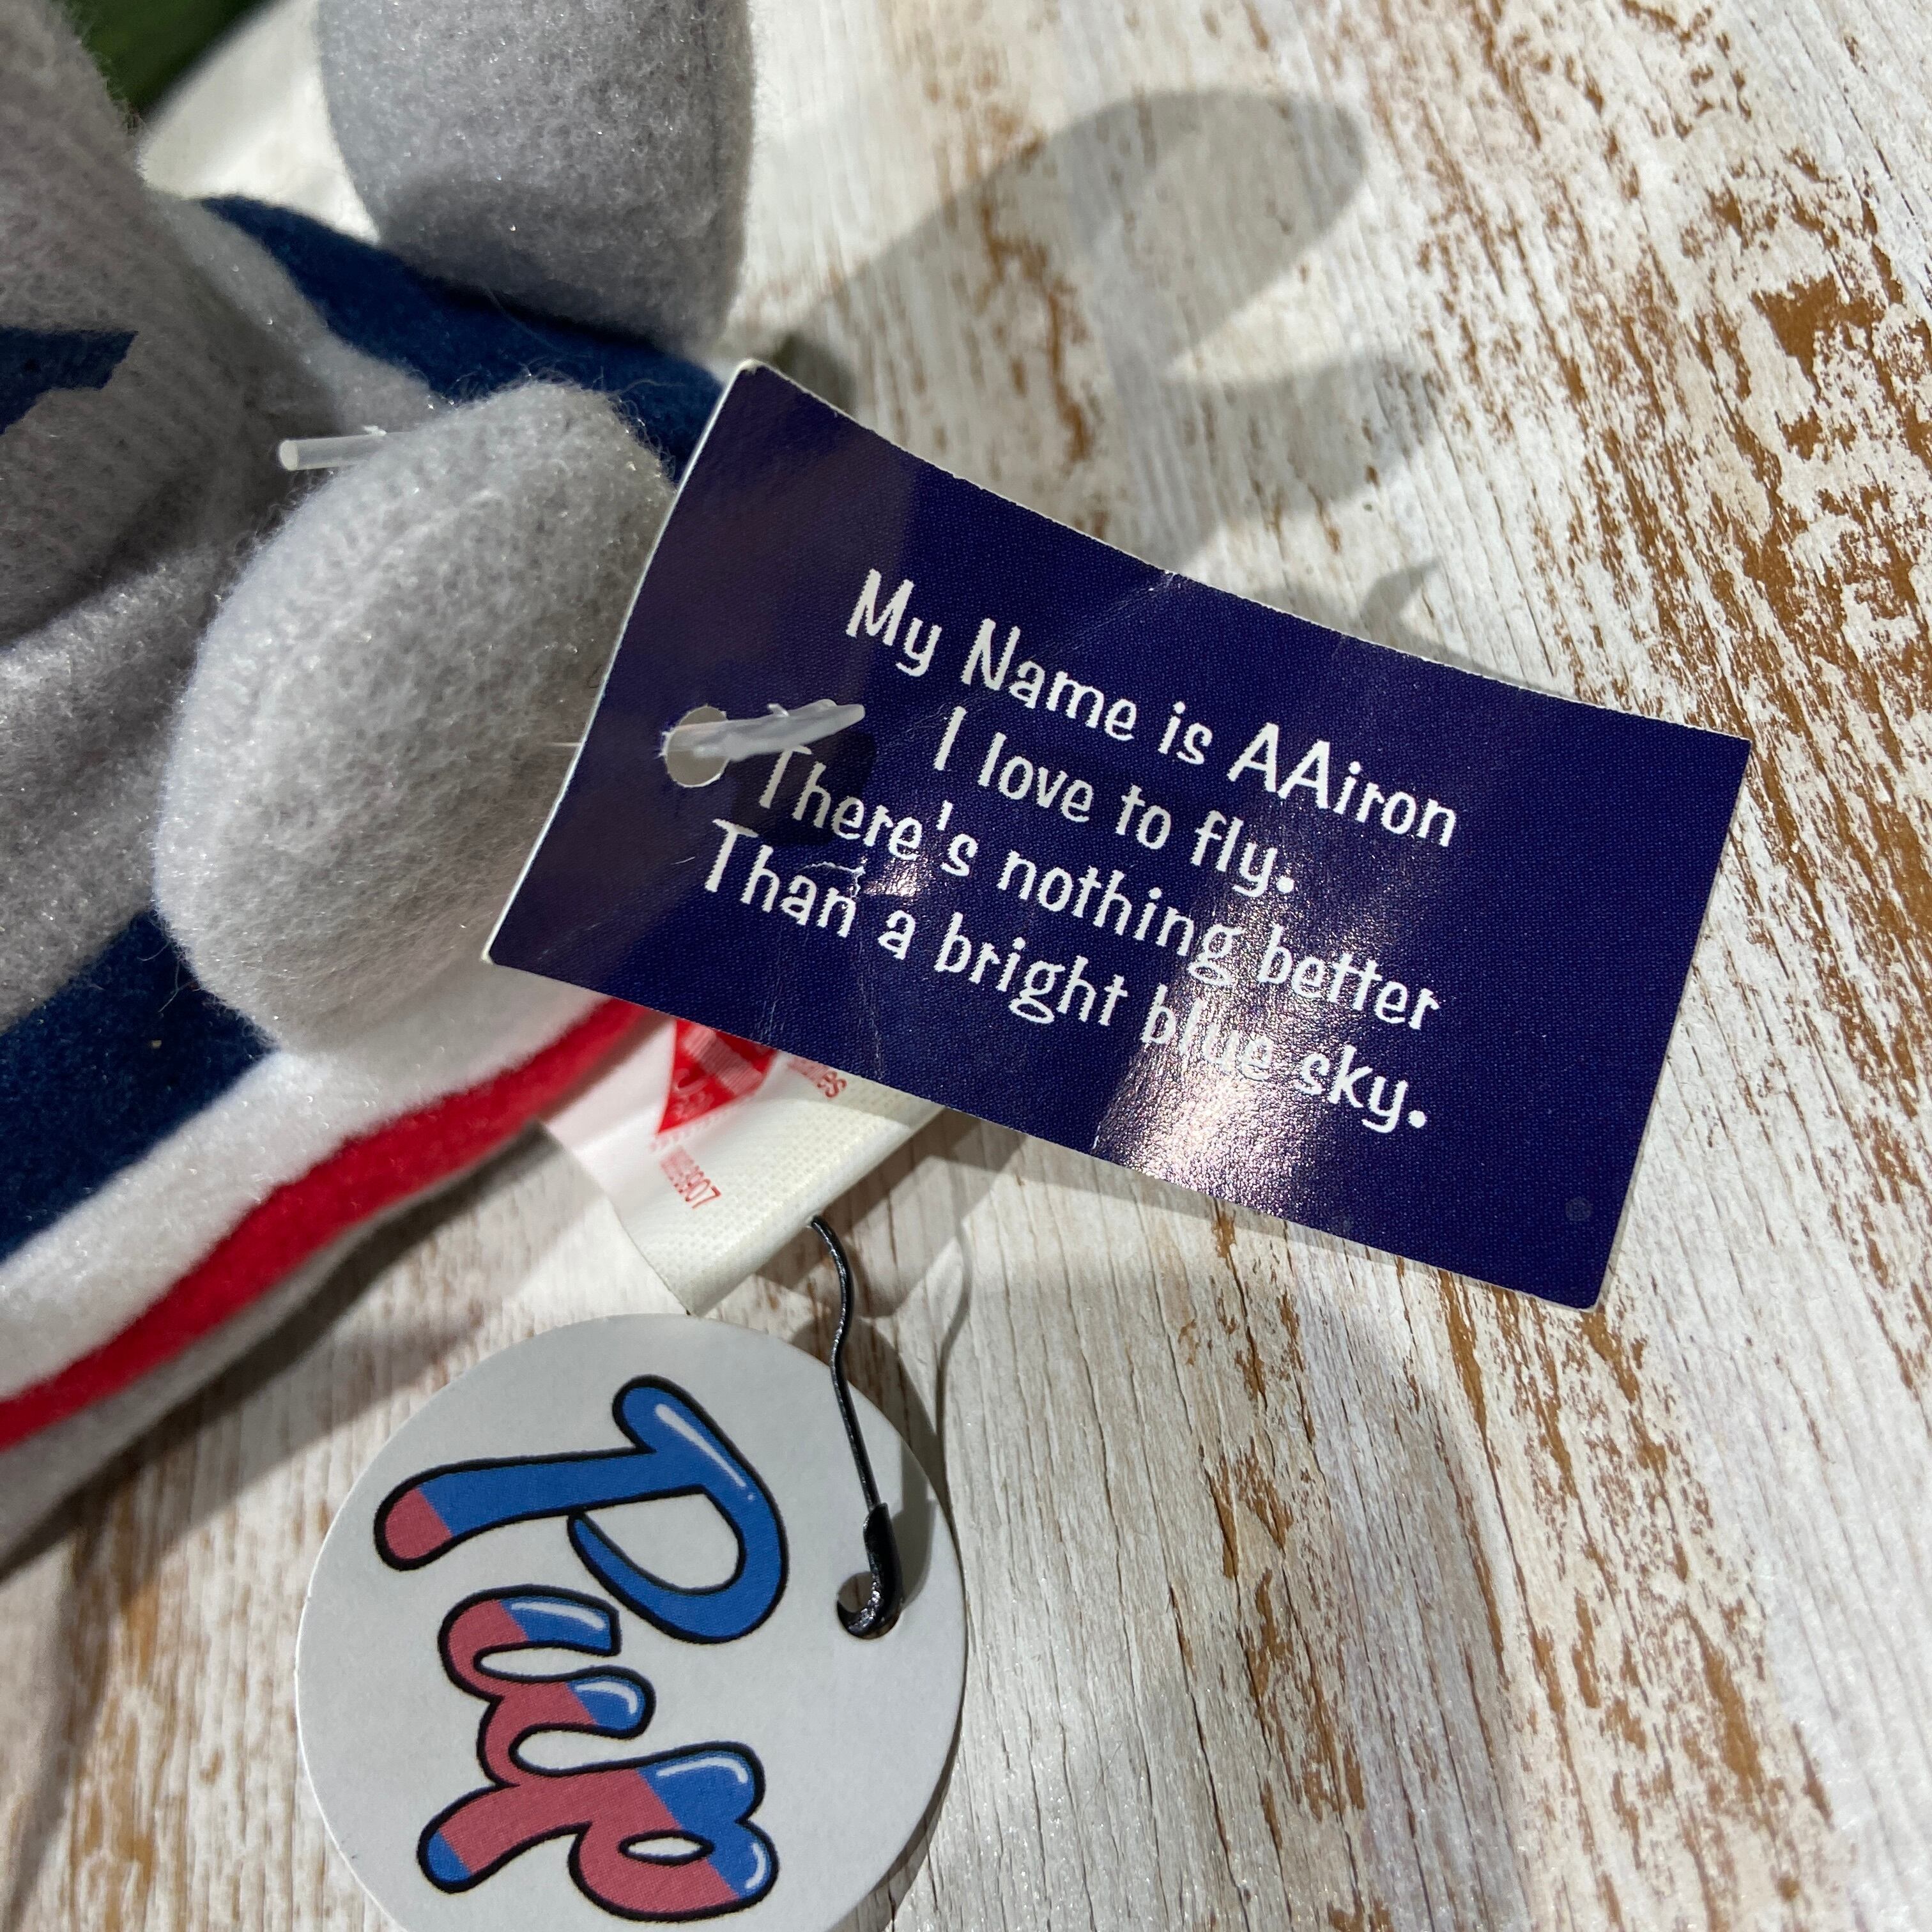 My Name is AAiron
I love to fly.
There's nothing better
Than a bright blue sky.
Pup